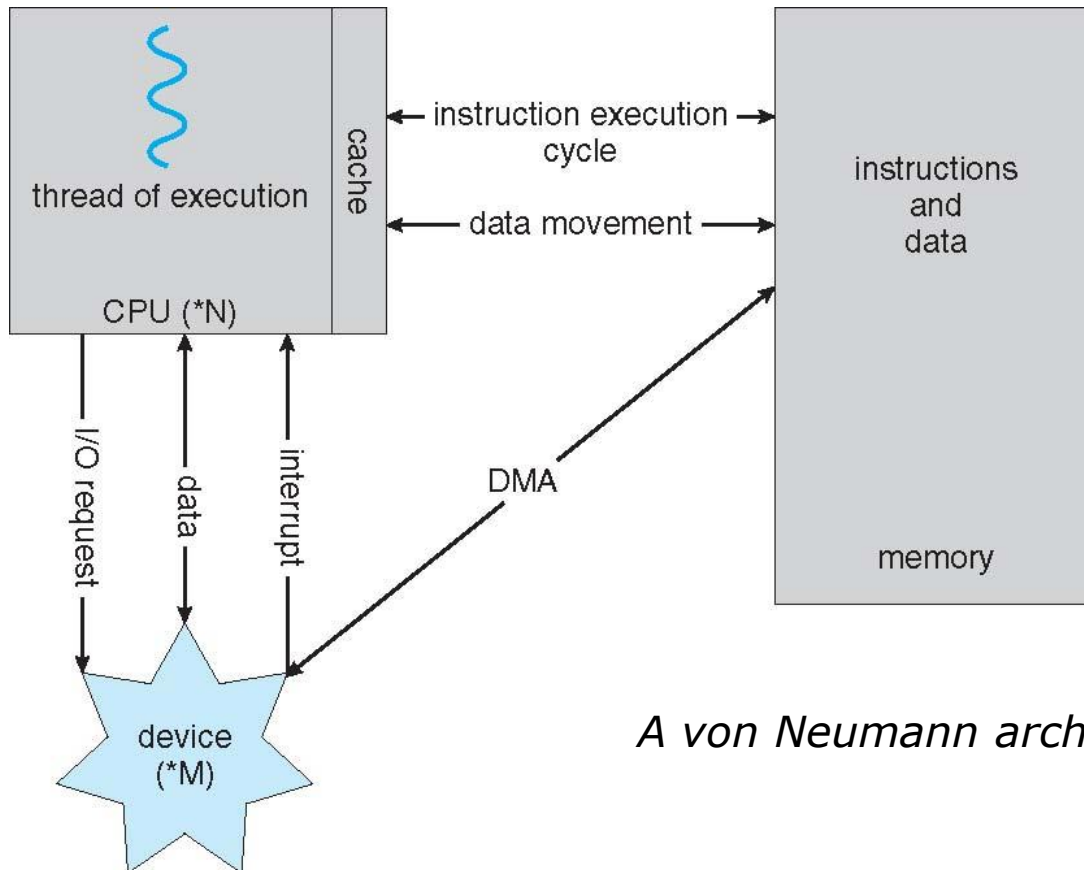 thread of execution
CPU (*N)
cache
instruction execution
cycle
data movement
instructions
and
data
memory
I/O request
data
interrupt
DMA
device
(*M)
A von Neumann arch